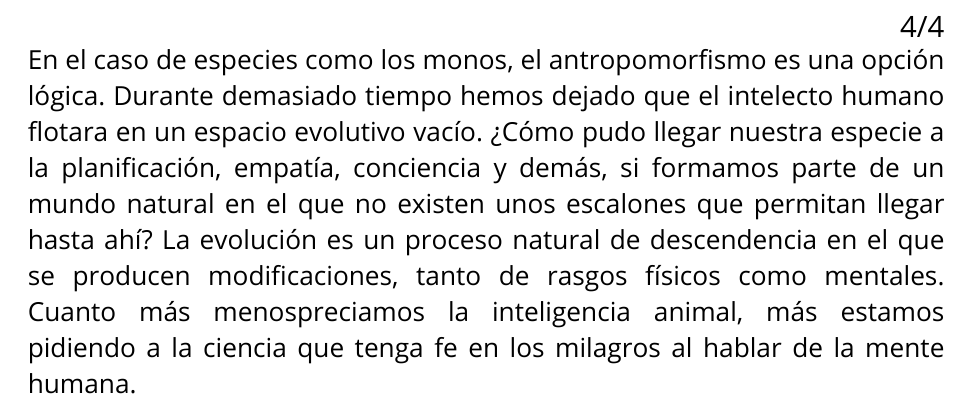 4/4
En el caso de especies como los monos, el antropomorfismo es una opción
lógica. Durante demasiado tiempo hemos dejado que el intelecto humano
flotara en un espacio evolutivo vacío. ¿Cómo pudo llegar nuestra especie a
la planificación, empatía, conciencia y demás, si formamos parte de un
mundo natural en el que no existen unos escalones que permitan llegar
hasta ahí? La evolución es un proceso natural de descendencia en el que
se producen modificaciones, tanto de rasgos físicos como mentales.
Cuanto más menospreciamos la inteligencia animal, más estamos
pidiendo a la ciencia que tenga fe en los milagros al hablar de la mente
humana.